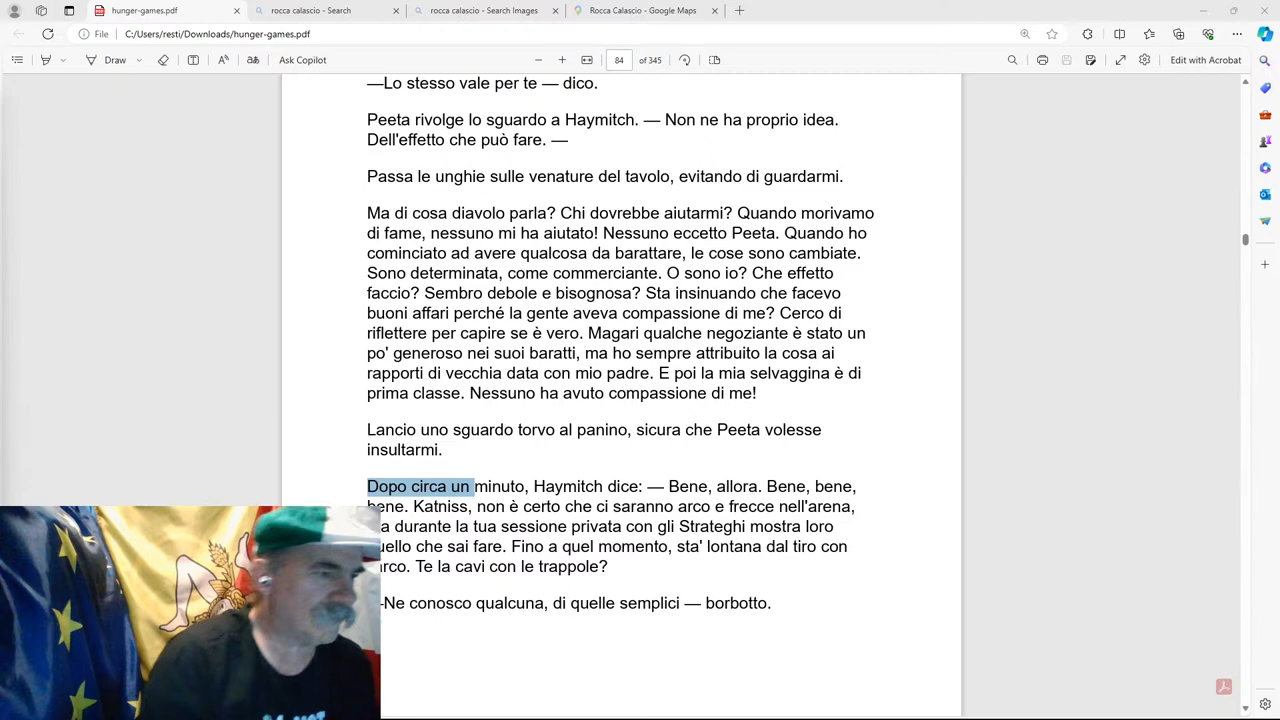 hunger-games.pdf
rocca calascio - Search
rocca calascio - Search Images
Rocca Calascio - Google Maps
File
C:/Users/resti/Downloads/hunger-games.pdf
Draw
Ask Copilot
84 of 345
Edit with Acrobat
—Lo stesso vale per te — dico.
Peeta rivolge lo sguardo a Haymitch. — Non ne ha proprio idea.
Dell'effetto che può fare. —
Passa le unghie sulle venature del tavolo, evitando di guardarmi.
Ma di cosa diavolo parla? Chi dovrebbe aiutarmi? Quando morivamo
di fame, nessuno mi ha aiutato! Nessuno eccetto Peeta. Quando ho
cominciato ad avere qualcosa da barattare, le cose sono cambiate.
Sono determinata, come commerciante. O sono io? Che effetto
faccio? Sembro debole e bisognosa? Sta insinuando che facevo
buoni affari perché la gente aveva compassione di me? Cerco di
riflettere per capire se è vero. Magari qualche negoziante è stato un
po' generoso nei suoi baratti, ma ho sempre attribuito la cosa ai
rapporti di vecchia data con mio padre. E poi la mia selvaggina è di
prima classe. Nessuno ha avuto compassione di me!
Lancio uno sguardo torvo al panino, sicura che Peeta volesse
insultarmi.
Dopo circa un minuto, Haymitch dice: — Bene, allora. Bene, bene,
bene. Katniss, non è certo che ci saranno arco e frecce nell'arena,
a durante la tua sessione privata con gli Strateghi mostra loro
quello che sai fare. Fino a quel momento, sta' lontana dal tiro con
arco. Te la cavi con le trappole?
—Ne conosco qualcuna, di quelle semplici — borbotto.